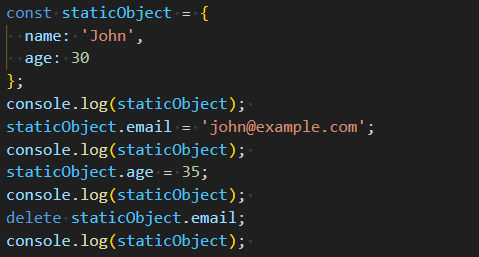 const staticObject = {
  name: 'John',
  age: 30
};
console.log(staticObject);
staticObject.email = 'john@example.com';
console.log(staticObject);
staticObject.age = 35;
console.log(staticObject);
delete staticObject.email;
console.log(staticObject);